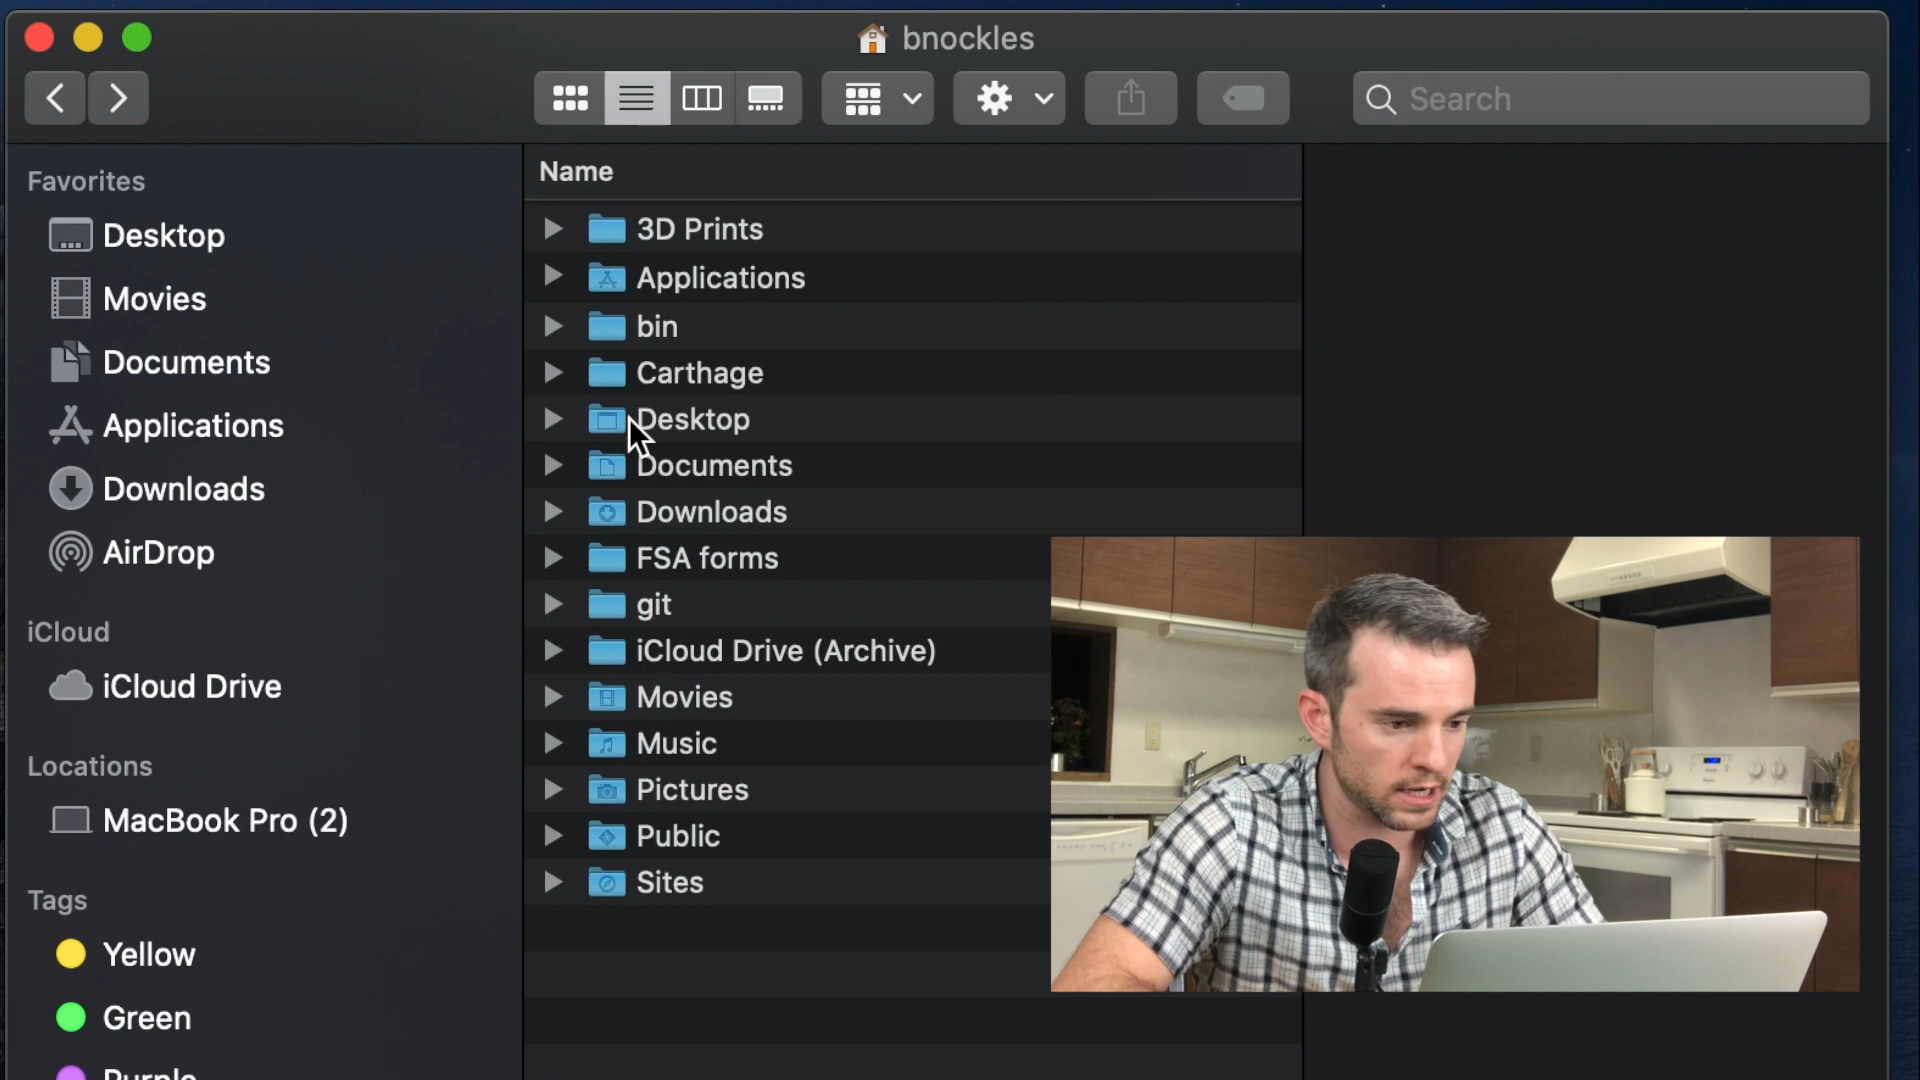 bnockles
Search
Favorites
Desktop
Movies
Documents
Applications
Downloads
AirDrop
iCloud
iCloud Drive
Locations
MacBook Pro (2)
Tags
Yellow
Green
Purple
Name
3D Prints
Applications
bin
Carthage
Desktop
Documents
Downloads
FSA forms
git
iCloud Drive (Archive)
Movies
Music
Pictures
Public
Sites